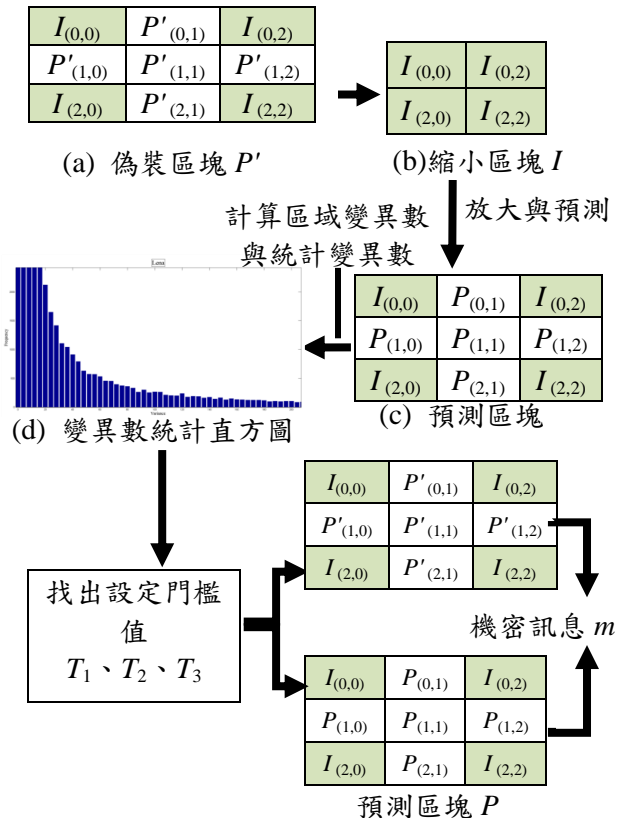 I(0,0) P'(0,1) I(0,2)
P'(1,0) P'(1,1) P'(1,2)
I(2,0) P'(2,1) I(2,2)
(a) 偽裝區塊 P'
I(0,0) I(0,2)
I(2,0) I(2,2)
(b)縮小區塊 I
計算區域變異數
與統計變異數
放大與預測
I(0,0) P(0,1) I(0,2)
P(1,0) P(1,1) P(1,2)
I(2,0) P(2,1) I(2,2)
(c) 預測區塊
Lena
Frequency
Variance
(d) 變異數統計直方圖
找出設定門檻
值
T1、T2、T3
I(0,0) P'(0,1) I(0,2)
P'(1,0) P'(1,1) P'(1,2)
I(2,0) P'(2,1) I(2,2)
機密訊息 m
I(0,0) P(0,1) I(0,2)
P(1,0) P(1,1) P(1,2)
I(2,0) P(2,1) I(2,2)
預測區塊 P